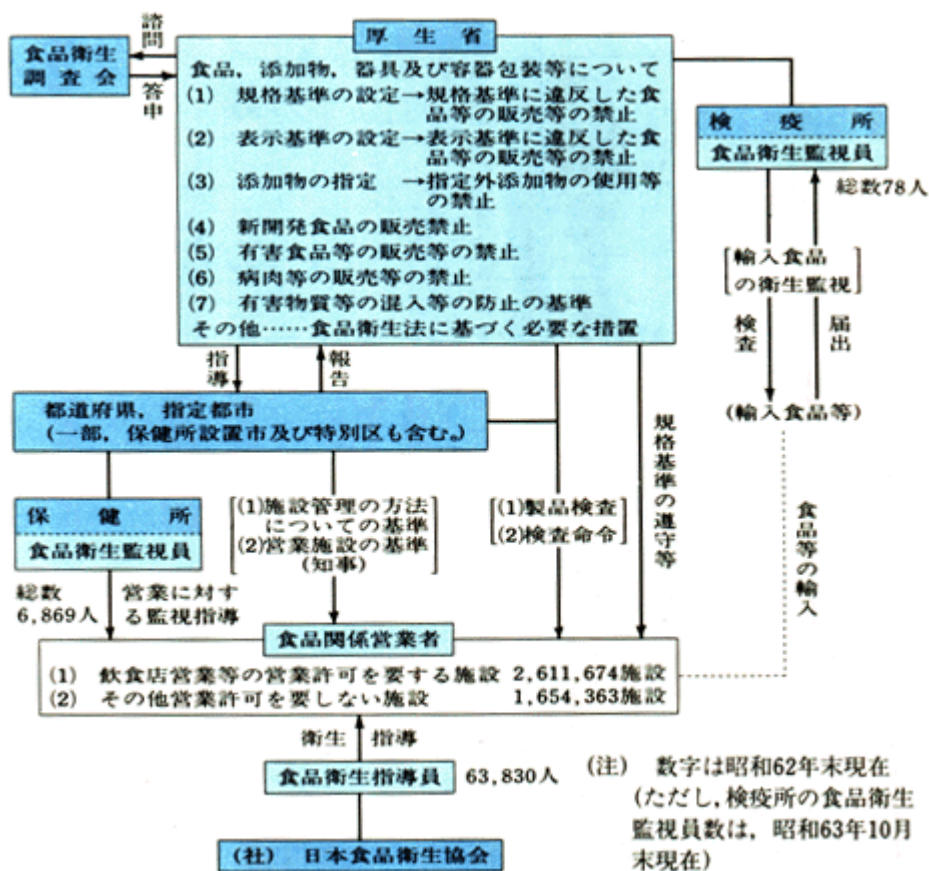 諮問
厚生省
食品衛生
調査会
答申
食品，添加物，器具及び容器包装等について
(1) 規格基準の設定→規格基準に違反した食
品等の販売等の禁止
(2) 表示基準の設定→表示基準に違反した食
品等の販売等の禁止
(3) 添加物の指定 →指定外添加物の使用等
の禁止
(4) 新開発食品の販売禁止
(5) 有害食品等の販売等の禁止
(6) 病肉等の販売等の禁止
(7) 有害物質等の混入等の防止の基準
その他……食品衛生法に基づく必要な措置
検疫所
食品衛生監視員
総数78人
輸入食品
の衛生監視
検査
届出
(輸入食品等)
指導
報告
都道府県，指定都市
(一部，保健所設置市及び特別区も含む。)
保健所
食品衛生監視員
総数
6,869人
営業に対す
る監視指導
(1)施設管理の方法
についての基準
(2)営業施設の基準
(知事)
(1)製品検査
(2)検査命令
規格基準の遵守等
食品等の輸入
食品関係営業者
(1) 飲食店営業等の営業許可を要する施設 2,611,674施設
(2) その他営業許可を要しない施設 1,654,363施設
衛生指導
食品衛生指導員
63,830人
(社) 日本食品衛生協会
(注) 数字は昭和62年末現在
(ただし，検疫所の食品衛生
監視員数は，昭和63年10月
末現在)